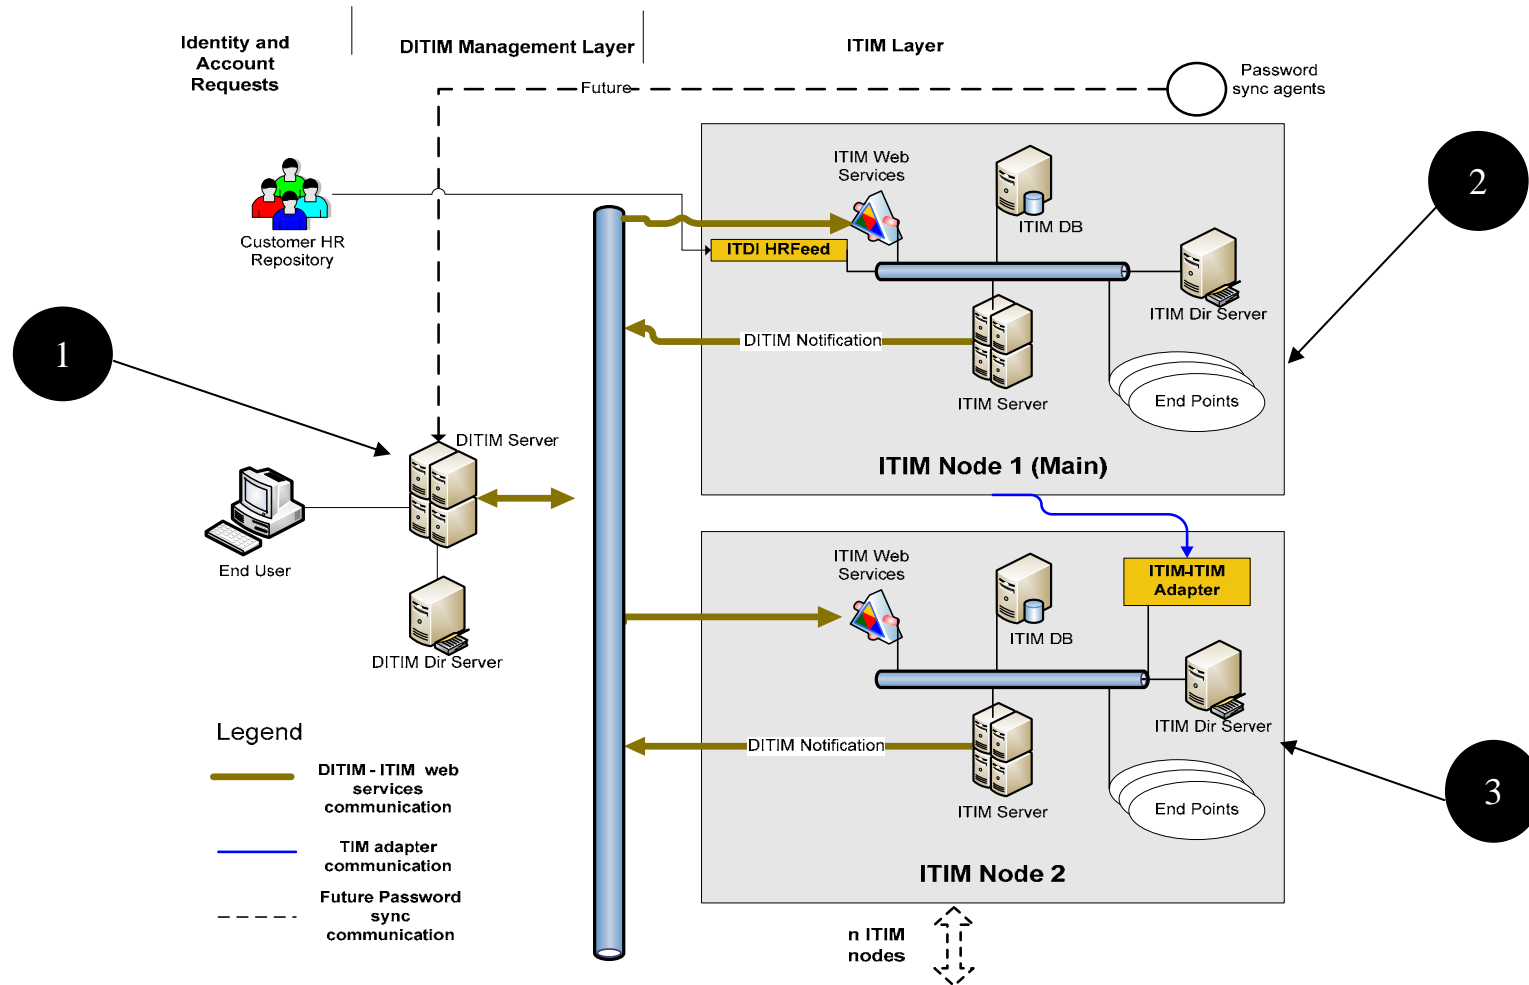 Identity and
Account
Requests
DITIM Management Layer
ITIM Layer
Future
Password
sync agents
Customer HR
Repository
ITIM Web
Services
ITIM DB
ITDI HRFeed
ITIM Dir Server
DITIM Notification
ITIM Server
End Points
ITIM Node 1 (Main)
1
2
DITIM Server
End User
DITIM Dir Server
ITIM Web
Services
ITIM DB
ITIM-ITIM
Adapter
ITIM Dir Server
DITIM Notification
ITIM Server
End Points
ITIM Node 2
3
n ITIM
nodes
Legend
DITIM - ITIM web
services
communication
TIM adapter
communication
Future Password
sync
communication